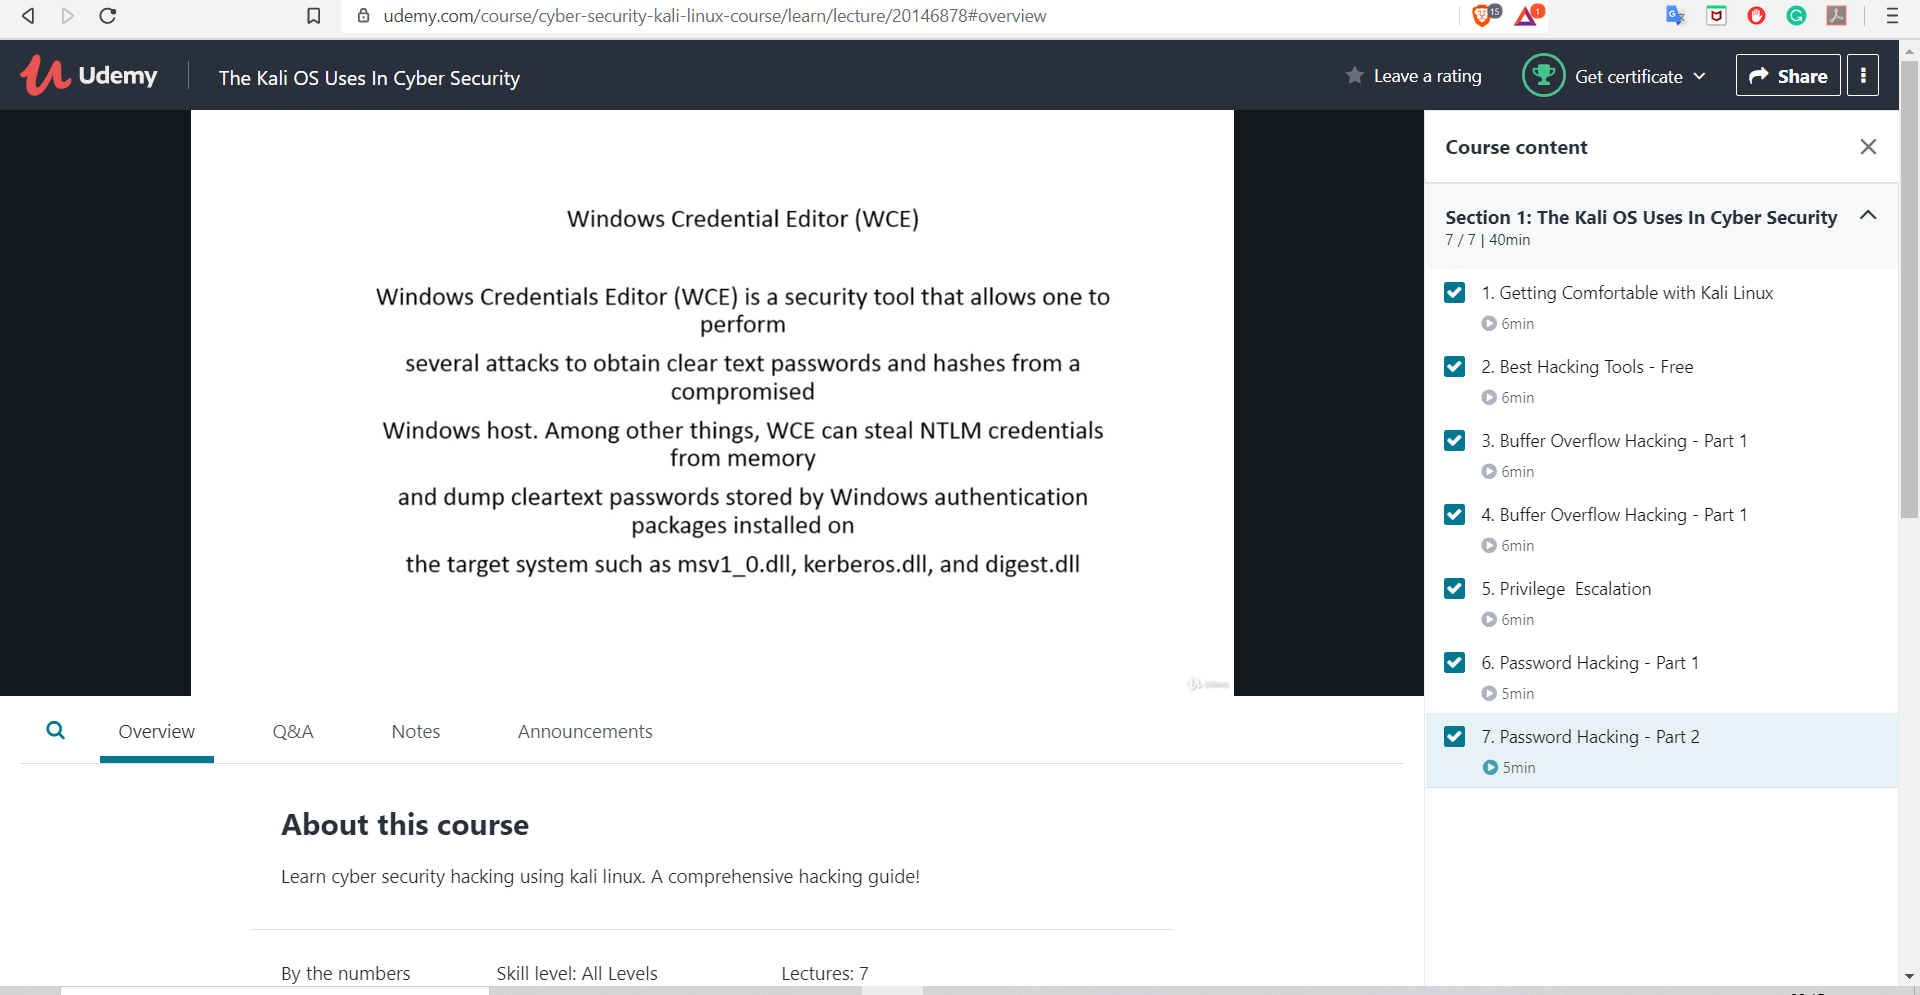 udemy.com/course/cyber-security-kali-linux-course/learn/lecture/20146878#overview
15
1
Udemy
The Kali OS Uses In Cyber Security
Leave a rating
Get certificate
Share
Windows Credential Editor (WCE)
Windows Credentials Editor (WCE) is a security tool that allows one to
perform
several attacks to obtain clear text passwords and hashes from a
compromised
Windows host. Among other things, WCE can steal NTLM credentials
from memory
and dump cleartext passwords stored by Windows authentication
packages installed on
the target system such as msv1_0.dll, kerberos.dll, and digest.dll
Udemy
Course content
Section 1: The Kali OS Uses In Cyber Security
7 / 7 | 40min
1. Getting Comfortable with Kali Linux
6min
2. Best Hacking Tools - Free
6min
3. Buffer Overflow Hacking - Part 1
6min
4. Buffer Overflow Hacking - Part 1
6min
5. Privilege  Escalation
6min
6. Password Hacking - Part 1
5min
7. Password Hacking - Part 2
5min
Overview
Q&A
Notes
Announcements
About this course
Learn cyber security hacking using kali linux. A comprehensive hacking guide!
By the numbers
Skill level: All Levels
Lectures: 7